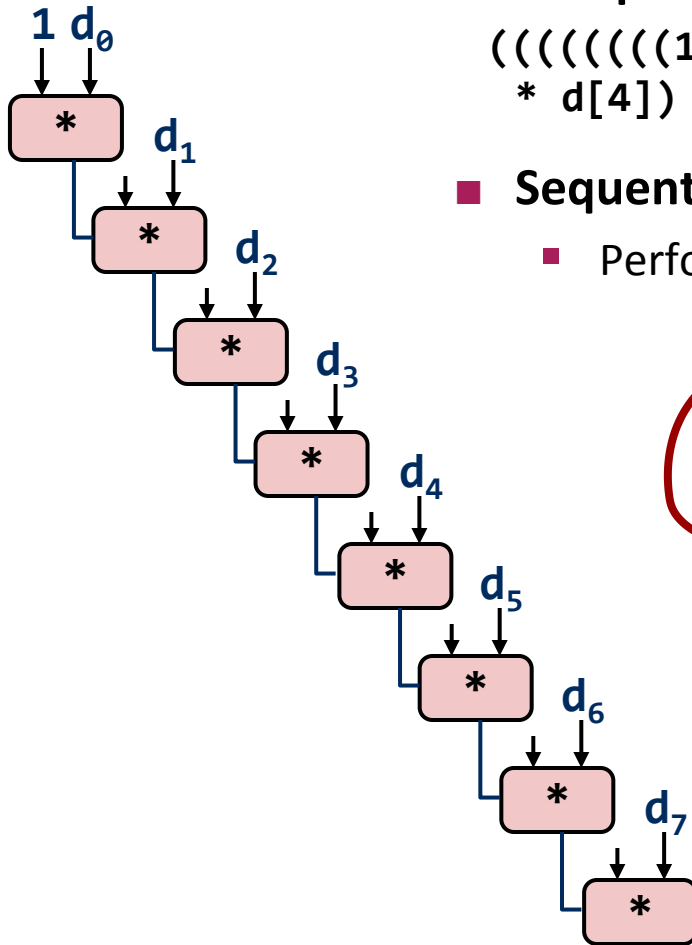 1 d₀
*
d₁
*
d₂
*
d₃
*
d₄
*
d₅
*
d₆
*
d₇
*
((((((((1
* d[4])
■ Sequent
■ Perfo